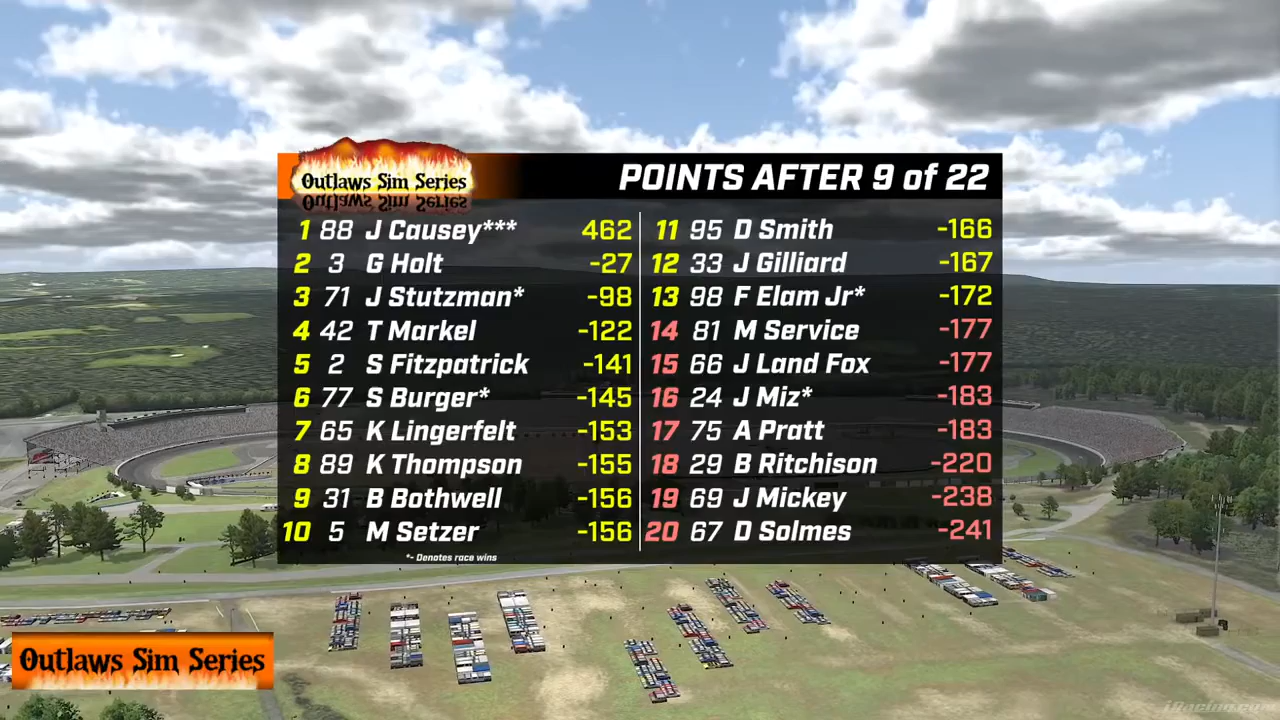 Outlaws Sim Series
POINTS AFTER 9 of 22
1 88 J Causey*** 462
2 3 G Holt -27
3 71 J Stutzman* -98
4 42 T Markel -122
5 2 S Fitzpatrick -141
6 77 S Burger* -145
7 65 K Lingerfelt -153
8 89 K Thompson -155
9 31 B Bothwell -156
10 5 M Setzer -156
*- Denotes race wins
11 95 D Smith -166
12 33 J Gilliard -167
13 98 F Elam Jr* -172
14 81 M Service -177
15 66 J Land Fox -177
16 24 J Miz* -183
17 75 A Pratt -183
18 29 B Ritchison -220
19 69 J Mickey -238
20 67 D Solmes -241
Outlaws Sim Series
iRacing.com